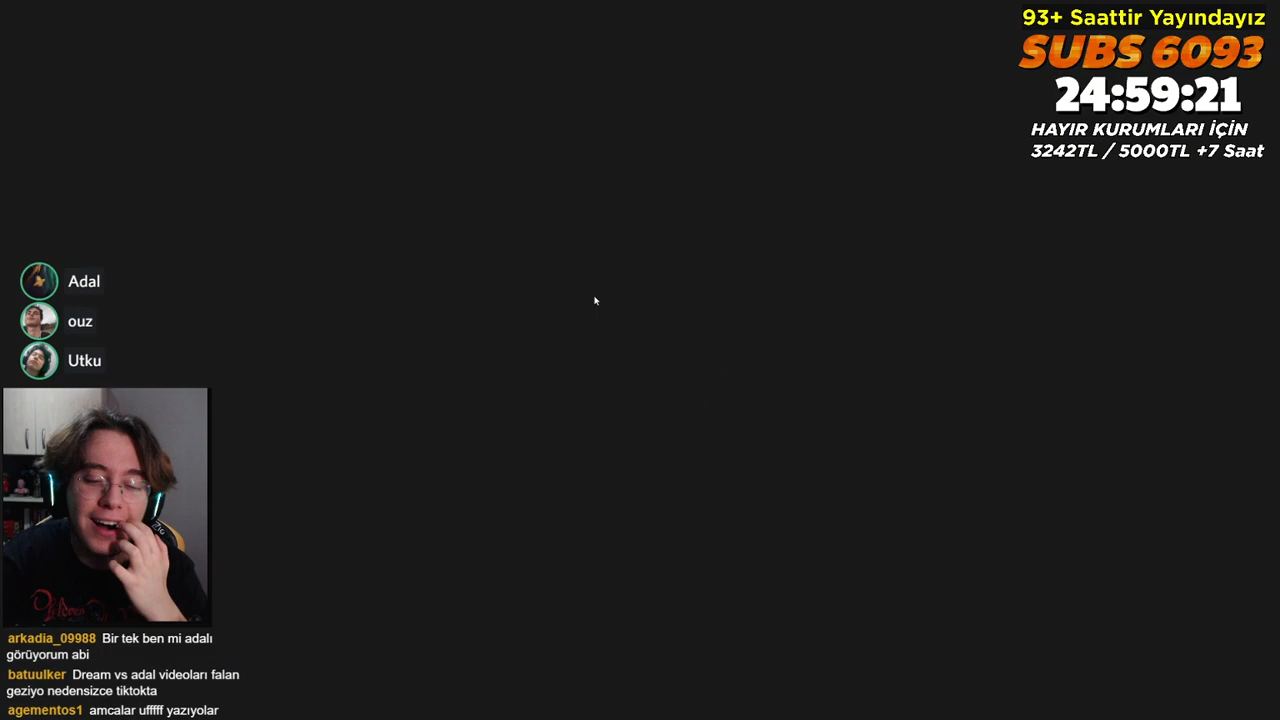 93+ Saattir Yayındayız
SUBS 6093
24:59:21
HAYIR KURUMLARI İÇİN
3242TL / 5000TL +7 Saat
Adal
ouz
Utku
arkadia_09988 Bir tek ben mi adalı
görüyorum abi
batuulker Dream vs adal videoları falan
geziyo nedensizce tiktokta
agementos1 amcalar ufffff yazıyolar